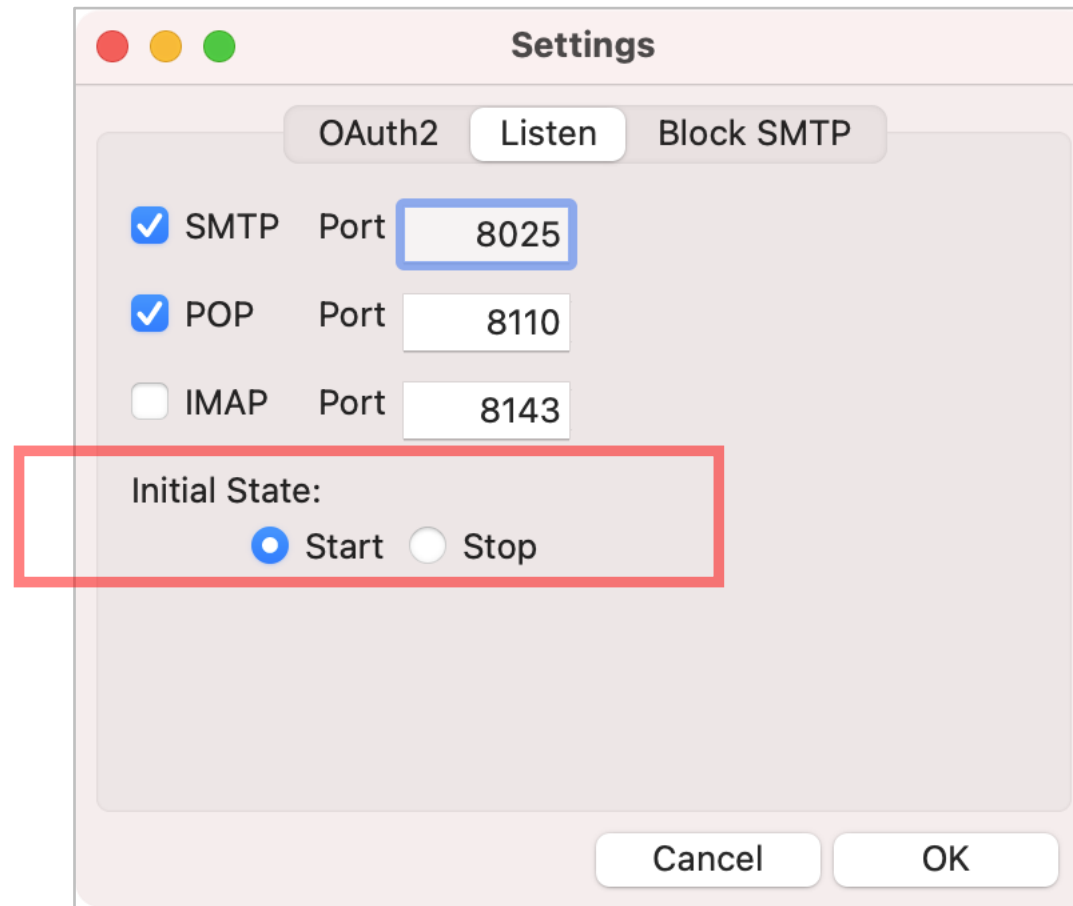 Settings
OAuth2 Listen Block SMTP
SMTP Port 8025
POP Port 8110
IMAP Port 8143
Initial State:
Start Stop
Cancel OK